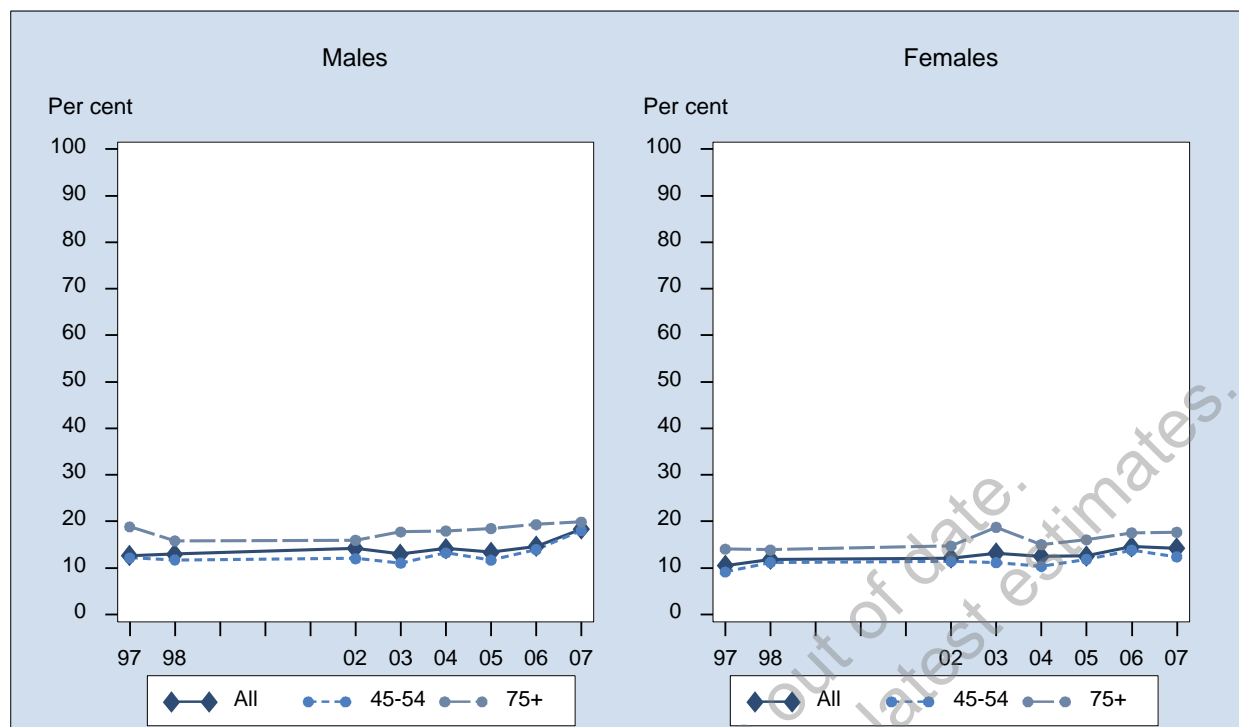 Males
Per cent
100
90
80
70
60
50
40
30
20
10
0
97 98 02 03 04 05 06 07
All 45-54 75+
Females
Per cent
100
90
80
70
60
50
40
30
20
10
0
97 98 02 03 04 05 06 07
All 45-54 75+
out of date.
latest estimates.